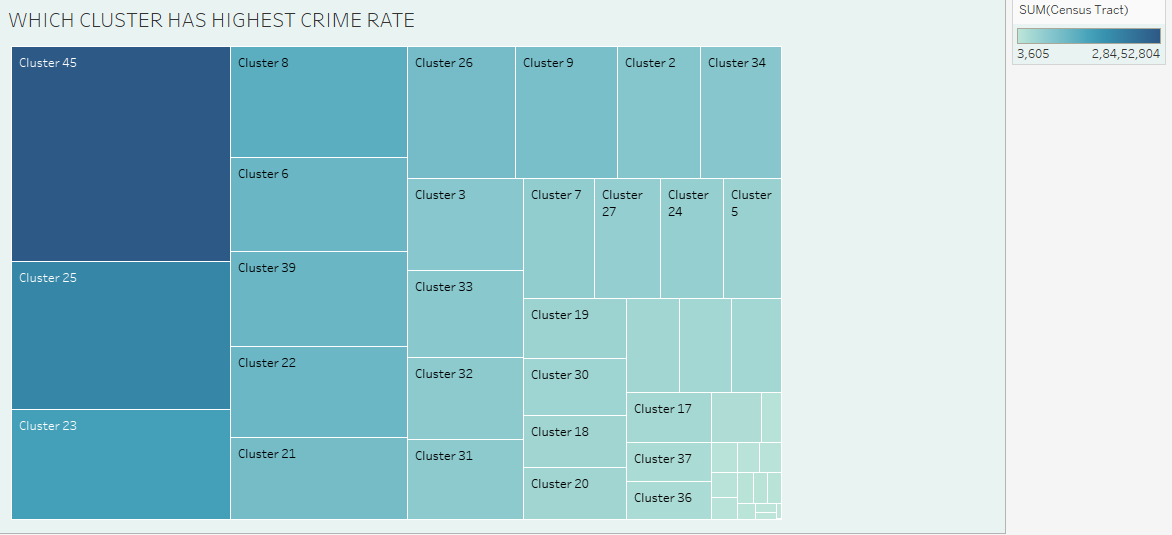 WHICH CLUSTER HAS HIGHEST CRIME RATE
SUM(Census Tract)
3,605
2,84,52,804
Cluster 45
Cluster 25
Cluster 23
Cluster 8
Cluster 6
Cluster 39
Cluster 22
Cluster 21
Cluster 26
Cluster 9
Cluster 2
Cluster 34
Cluster 3
Cluster 33
Cluster 32
Cluster 31
Cluster 7
Cluster
27
Cluster
24
Cluster
5
Cluster 19
Cluster 30
Cluster 18
Cluster 20
Cluster 17
Cluster 37
Cluster 36